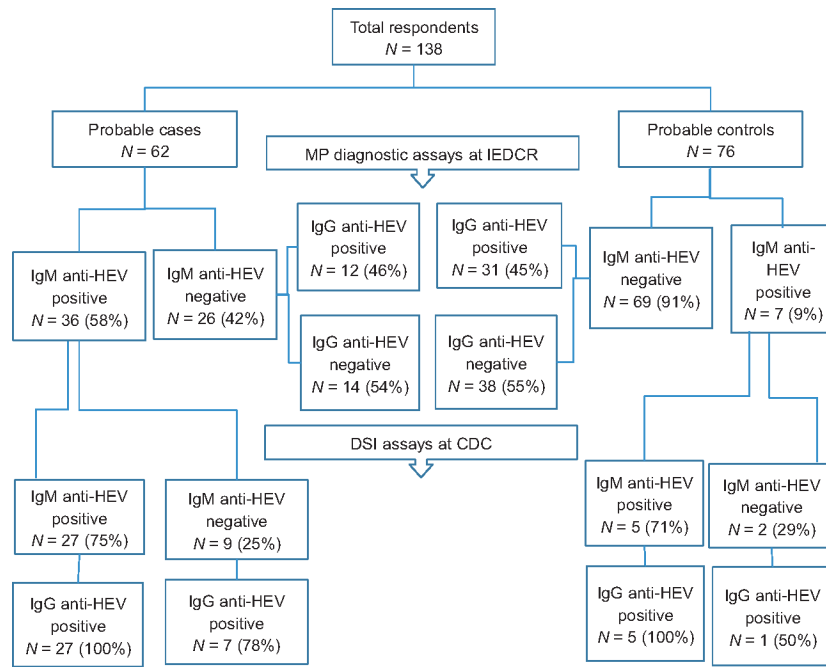 Total respondents
N = 138
Probable cases
N = 62
Probable controls
N = 76
MP diagnostic assays at IEDCR
IgM anti-HEV
positive
N = 36 (58%)
IgM anti-HEV
negative
N = 26 (42%)
IgG anti-HEV
positive
N = 12 (46%)
IgG anti-HEV
positive
N = 31 (45%)
IgM anti-HEV
negative
N = 69 (91%)
IgM anti-
HEV
positive
N = 7 (9%)
IgG anti-HEV
negative
N = 14 (54%)
IgG anti-HEV
negative
N = 38 (55%)
DSI assays at CDC
IgM anti-HEV
positive
N = 27 (75%)
IgM anti-HEV
negative
N = 9 (25%)
IgM anti-HEV
positive
N = 5 (71%)
IgM anti-HEV
negative
N = 2 (29%)
IgG anti-HEV
positive
N = 27 (100%)
IgG anti-HEV
positive
N = 7 (78%)
IgG anti-HEV
positive
N = 5 (100%)
IgG anti-HEV
positive
N = 1 (50%)